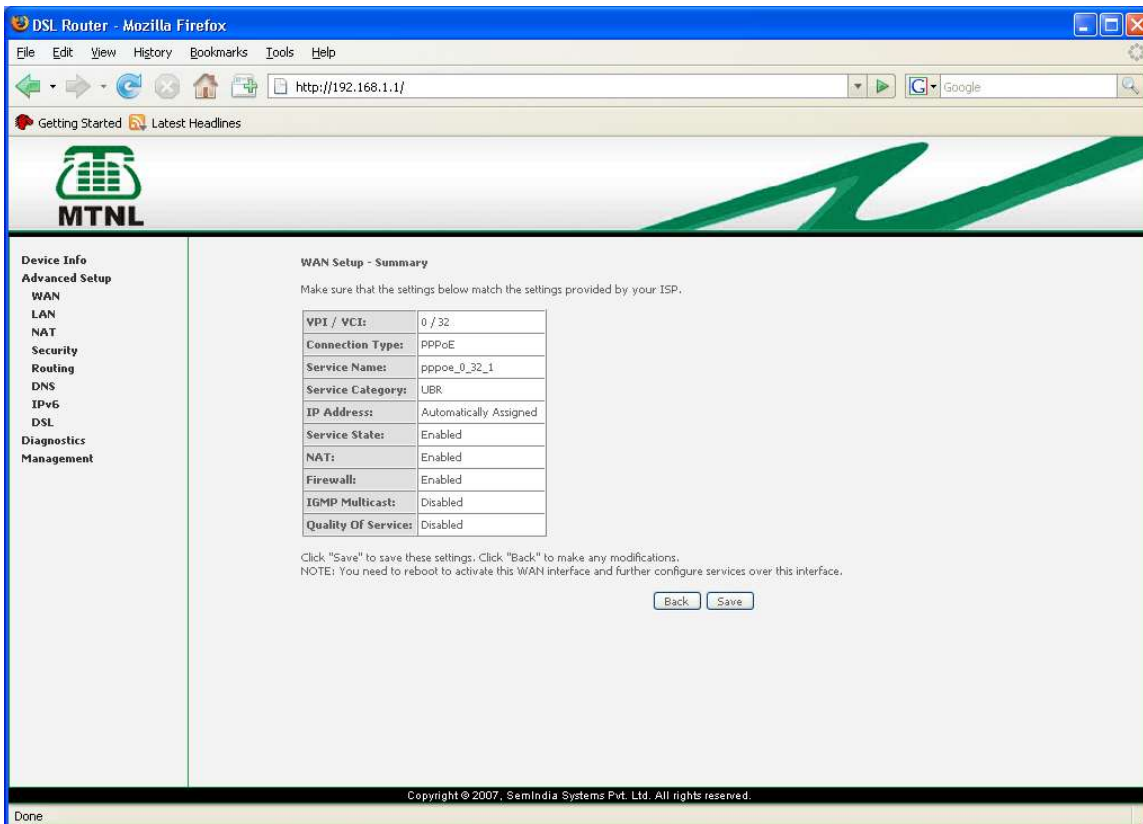 DSL Router - Mozilla Firefox
File Edit View History Bookmarks Tools Help
http://192.168.1.1/
G Google
Getting Started Latest Headlines
MTNL
Device Info
Advanced Setup
WAN
LAN
NAT
Security
Routing
DNS
IPv6
DSL
Diagnostics
Management
WAN Setup - Summary
Make sure that the settings below match the settings provided by your ISP.
VPI / VCI: 0 / 32
Connection Type: PPPoE
Service Name: pppoe_0_32_1
Service Category: UBR
IP Address: Automatically Assigned
Service State: Enabled
NAT: Enabled
Firewall: Enabled
IGMP Multicast: Disabled
Quality Of Service: Disabled
Click "Save" to save these settings. Click "Back" to make any modifications.
NOTE: You need to reboot to activate this WAN interface and further configure services over this interface.
Back Save
Copyright © 2007, SemIndia Systems Pvt. Ltd. All rights reserved.
Done